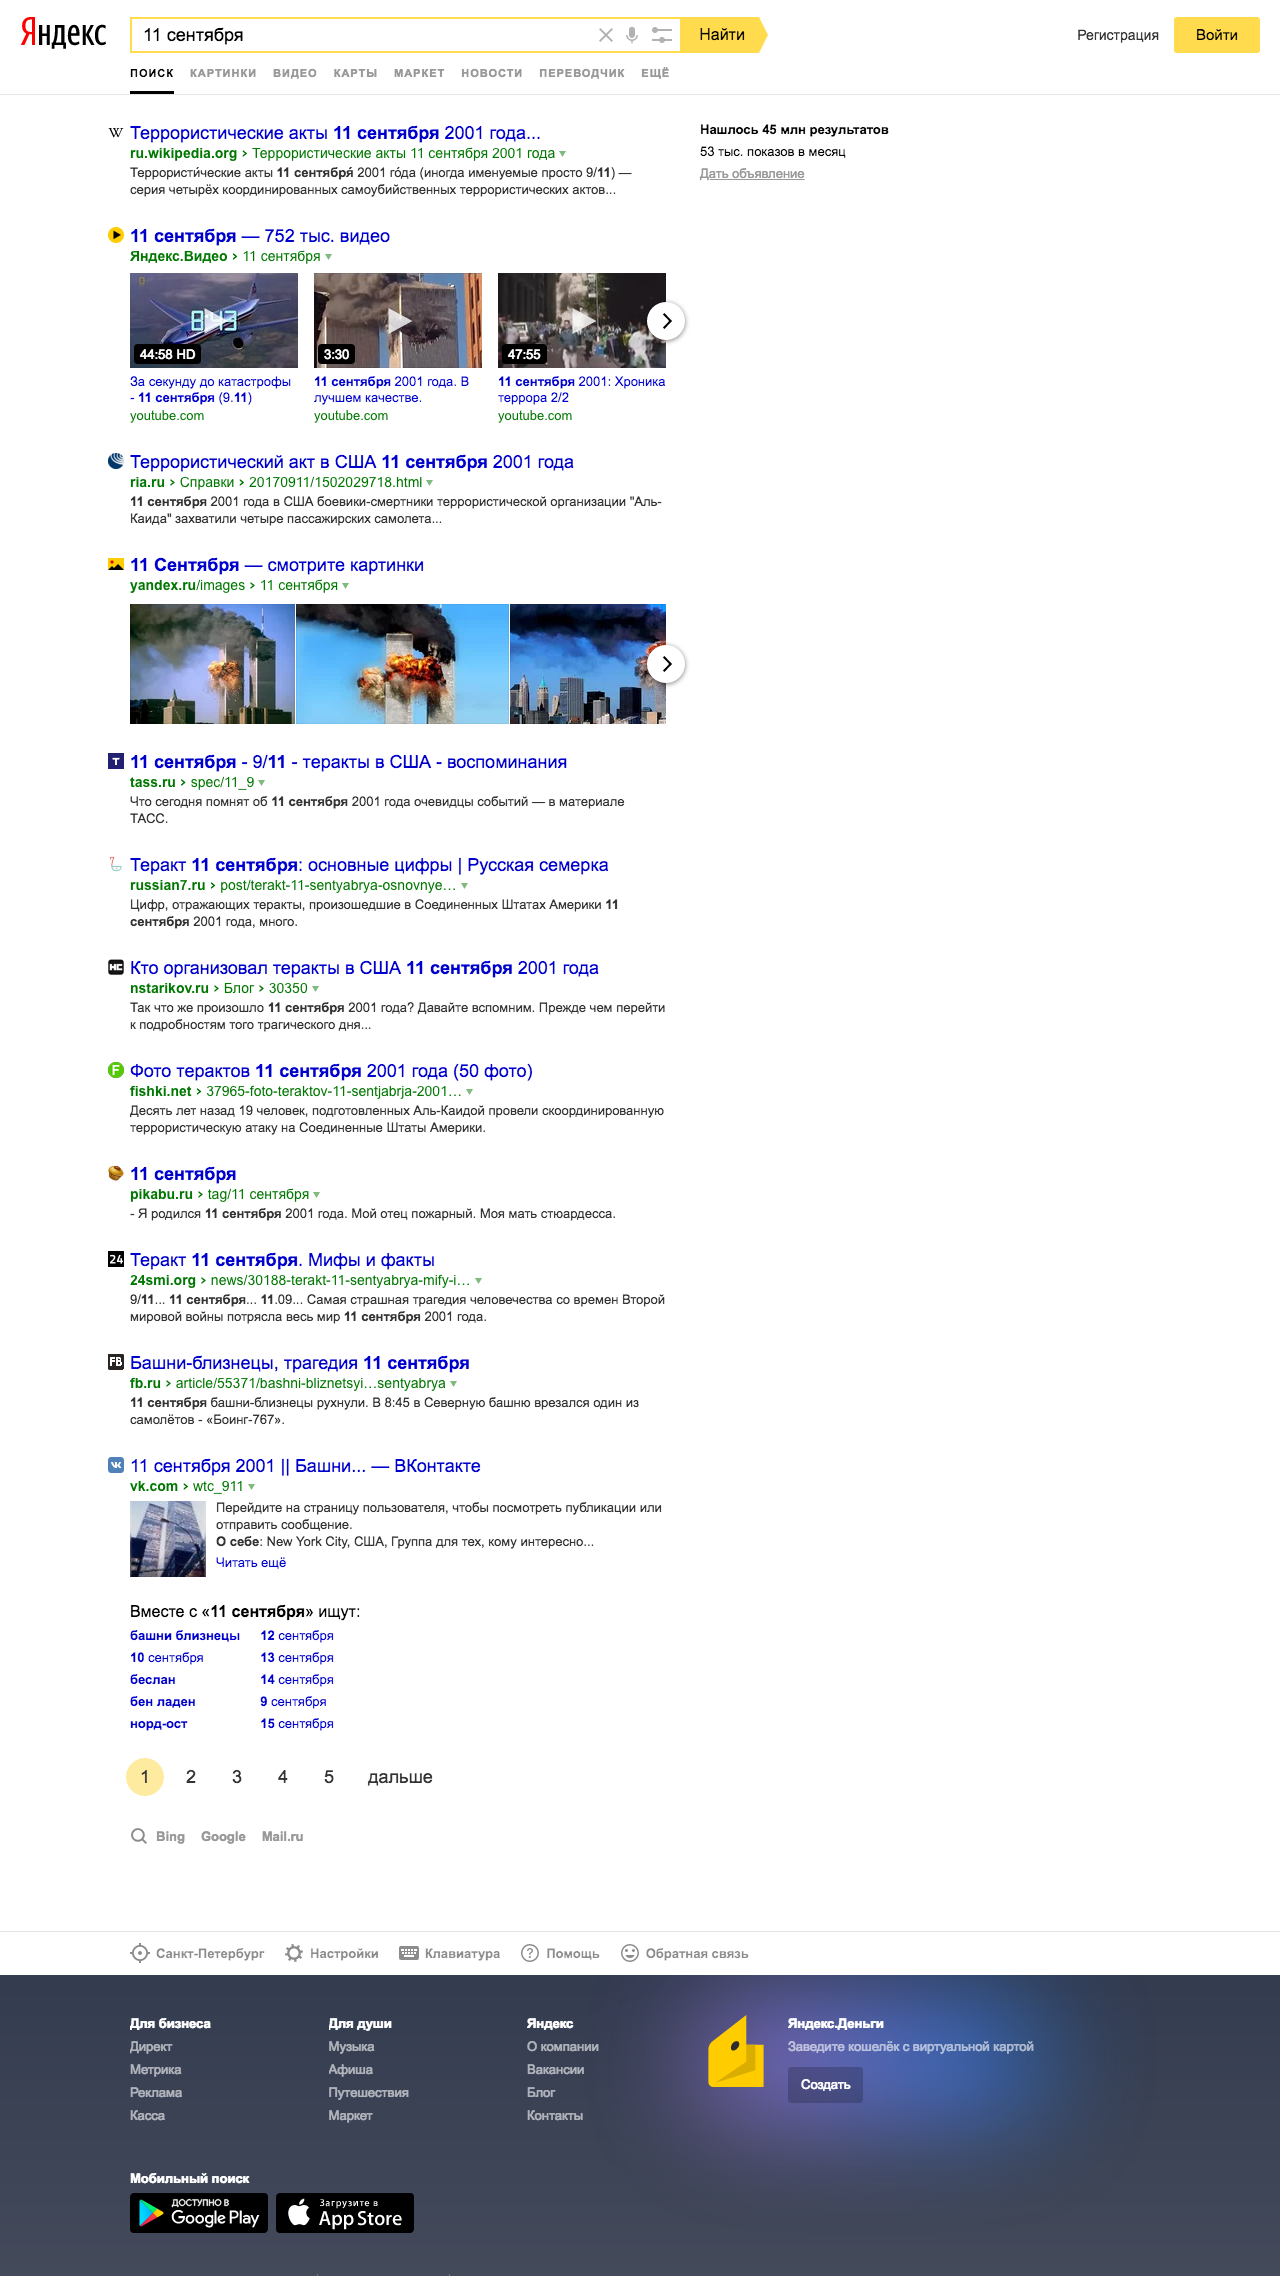 Яндекс
11 сентября
Найти
Регистрация
Войти
ПОИСК КАРТИНКИ ВИДЕО КАРТЫ МАРКЕТ НОВОСТИ ПЕРЕВОДЧИК ЕЩЁ
Террористические акты 11 сентября 2001 года...
ru.wikipedia.org › Террористические акты 11 сентября 2001 года
Террористи́ческие акты 11 сентября́ 2001 го́да (иногда именуемые просто 9/11) —
серия четырёх координированных самоубийственных террористических актов...
Нашлось 45 млн результатов
53 тыс. показов в месяц
Дать объявление
11 сентября — 752 тыс. видео
Яндекс.Видео › 11 сентября
8:43
44:58 HD
3:30
47:55
За секунду до катастрофы
- 11 сентября (9.11)
youtube.com
11 сентября 2001 года. В
лучшем качестве.
youtube.com
11 сентября 2001: Хроника
террора 2/2
youtube.com
Террористический акт в США 11 сентября 2001 года
ria.ru › Справки › 20170911/1502029718.html
11 сентября 2001 года в США боевики-смертники террористической организации "Аль-
Каида" захватили четыре пассажирских самолета...
11 Сентября — смотрите картинки
yandex.ru/images › 11 сентября
11 сентября - 9/11 - теракты в США - воспоминания
tass.ru › spec/11_9
Что сегодня помнят об 11 сентября 2001 года очевидцы событий — в материале
ТАСС.
Теракт 11 сентября: основные цифры | Русская семерка
russian7.ru › post/terakt-11-sentyabrya-osnovnye…
Цифр, отражающих теракты, произошедшие в Соединенных Штатах Америки 11
сентября 2001 года, много.
Кто организовал теракты в США 11 сентября 2001 года
nstarikov.ru › Блог › 30350
Так что же произошло 11 сентября 2001 года? Давайте вспомним. Прежде чем перейти
к подробностям того трагического дня...
Фото терактов 11 сентября 2001 года (50 фото)
fishki.net › 37965-foto-teraktov-11-sentjabrja-2001…
Десять лет назад 19 человек, подготовленных Аль-Каидой провели скоординированную
террористическую атаку на Соединенные Штаты Америки.
11 сентября
pikabu.ru › tag/11 сентября
- Я родился 11 сентября 2001 года. Мой отец пожарный. Моя мать стюардесса.
24 Теракт 11 сентября. Мифы и факты
24smi.org › news/30188-terakt-11-sentyabrya-mify-i…
9/11... 11 сентября... 11.09... Самая страшная трагедия человечества со времен Второй
мировой войны потрясла весь мир 11 сентября 2001 года.
FB Башни-близнецы, трагедия 11 сентября
fb.ru › article/55371/bashni-bliznetsyi…sentyabrya
11 сентября башни-близнецы рухнули. В 8:45 в Северную башню врезался один из
самолётов - «Боинг-767».
11 сентября 2001 || Башни... — ВКонтакте
vk.com › wtc_911
Перейдите на страницу пользователя, чтобы посмотреть публикации или
отправить сообщение.
О себе: New York City, США, Группа для тех, кому интересно...
Читать ещё
Вместе с «11 сентября» ищут:
башни близнецы 12 сентября
10 сентября 13 сентября
беслан 14 сентября
бен ладен 9 сентября
норд-ост 15 сентября
1 2 3 4 5 дальше
Bing Google Mail.ru
Санкт-Петербург Настройки Клавиатура Помощь Обратная связь
Для бизнеса
Директ
Метрика
Реклама
Касса
Для души
Музыка
Афиша
Путешествия
Маркет
Яндекс
О компании
Вакансии
Блог
Контакты
Яндекс.Деньги
Заведите кошелёк с виртуальной картой
Создать
Мобильный поиск
ДОСТУПНО В
Google Play
Загрузите в
App Store